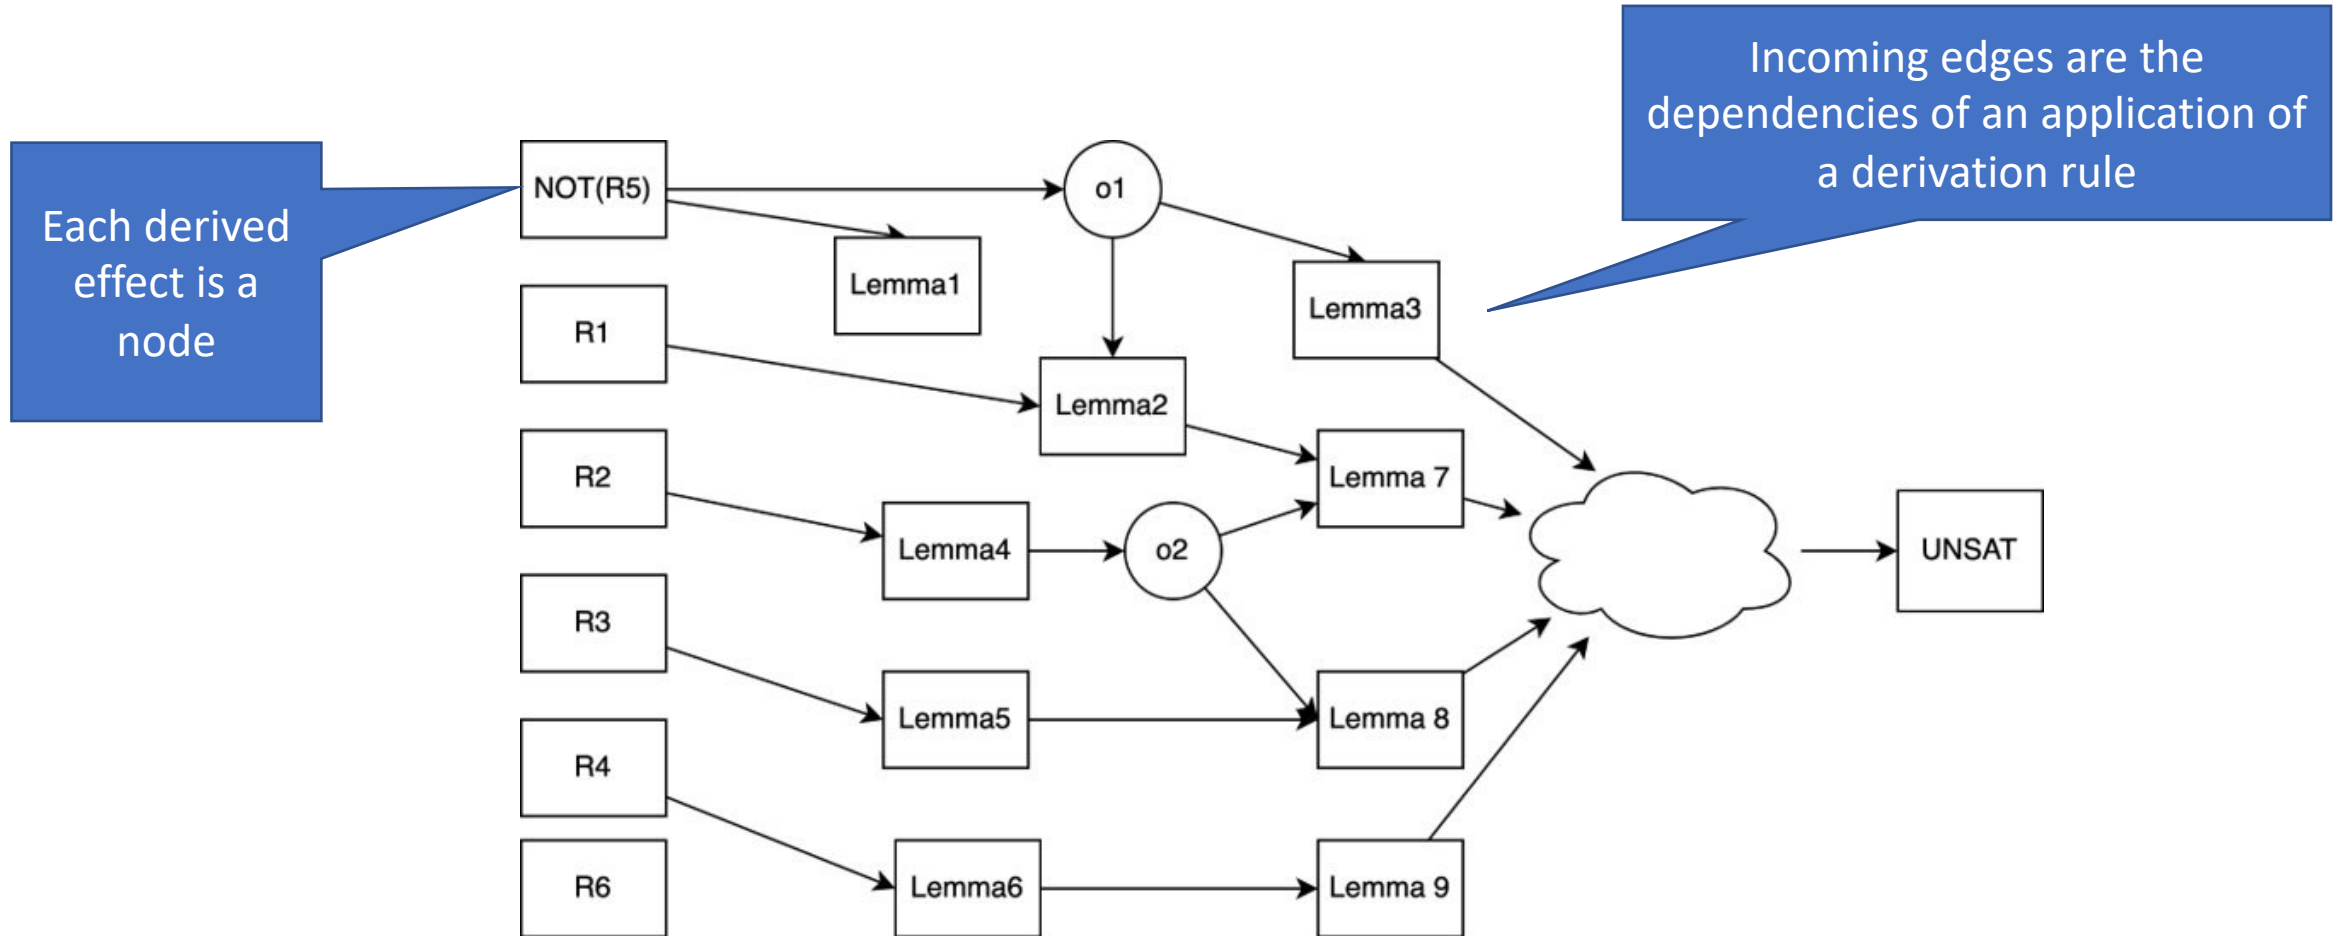 Incoming edges are the
dependencies of an application of
a derivation rule
Each derived
effect is a
node
NOT(R5)
o1
Lemma1
Lemma3
R1
Lemma2
R2
Lemma 7
Lemma4
o2
UNSAT
R3
Lemma5
Lemma 8
R4
R6
Lemma6
Lemma 9